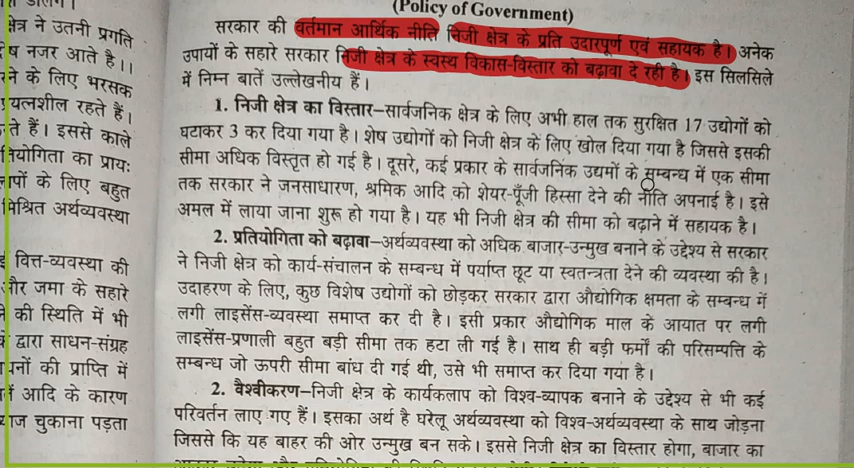 (Policy of Government)
सरकार की वर्तमान आर्थिक नीति निजी क्षेत्र के प्रति उदारपूर्ण एवं सहायक है। अनेक
उपायों के सहारे सरकार निजी क्षेत्र के स्वस्थ विकास-विस्तार को बढ़ावा दे रही है। इस सिलसिले
में निम्न बातें उल्लेखनीय हैं।
1. निजी क्षेत्र का विस्तार—सार्वजनिक क्षेत्र के लिए अभी हाल तक सुरक्षित 17 उद्योगों को
घटाकर 3 कर दिया गया है। शेष उद्योगों को निजी क्षेत्र के लिए खोल दिया गया है जिससे इसकी
सीमा अधिक विस्तृत हो गई है। दूसरे, कई प्रकार के सार्वजनिक उद्यमों के सम्बन्ध में एक सीमा
तक सरकार ने जनसाधारण, श्रमिक आदि को शेयर-पूँजी हिस्सा देने की नीति अपनाई है। इसे
अमल में लाया जाना शुरू हो गया है। यह भी निजी क्षेत्र की सीमा को बढ़ाने में सहायक है।
2. प्रतियोगिता को बढ़ावा—अर्थव्यवस्था को अधिक बाजार-उन्मुख बनाने के उद्देश्य से सरकार
ने निजी क्षेत्र को कार्य-संचालन के सम्बन्ध में पर्याप्त छूट या स्वतन्त्रता देने की व्यवस्था की है।
उदाहरण के लिए, कुछ विशेष उद्योगों को छोड़कर सरकार द्वारा औद्योगिक क्षमता के सम्बन्ध में
लगी लाइसेंस-व्यवस्था समाप्त कर दी है। इसी प्रकार औद्योगिक माल के आयात पर लगी
लाइसेंस-प्रणाली बहुत बड़ी सीमा तक हटा ली गई है। साथ ही बड़ी फर्मों की परिसम्पत्ति के
सम्बन्ध जो ऊपरी सीमा बांध दी गई थी, उसे भी समाप्त कर दिया गया है।
2. वैश्वीकरण—निजी क्षेत्र के कार्यकलाप को विश्व-व्यापक बनाने के उद्देश्य से भी कई
परिवर्तन लाए गए हैं। इसका अर्थ है घरेलू अर्थव्यवस्था को विश्व-अर्थव्यवस्था के साथ जोड़ना
जिससे कि यह बाहर की ओर उन्मुख बन सके। इससे निजी क्षेत्र का विस्तार होगा, बाजार का
क्षेत्र ने उतनी प्रगति
नजर आते है।।
के लिए भरसक
प्रयत्नशील रहते हैं।
हैं। इससे काले
का प्रायः
के लिए बहुत
मिश्रित अर्थव्यवस्था
वित्त-व्यवस्था की
और जमा के सहारे
की स्थिति में भी
द्वारा साधन-संग्रह
की प्राप्ति में
आदि के कारण
चुकाना पड़ता